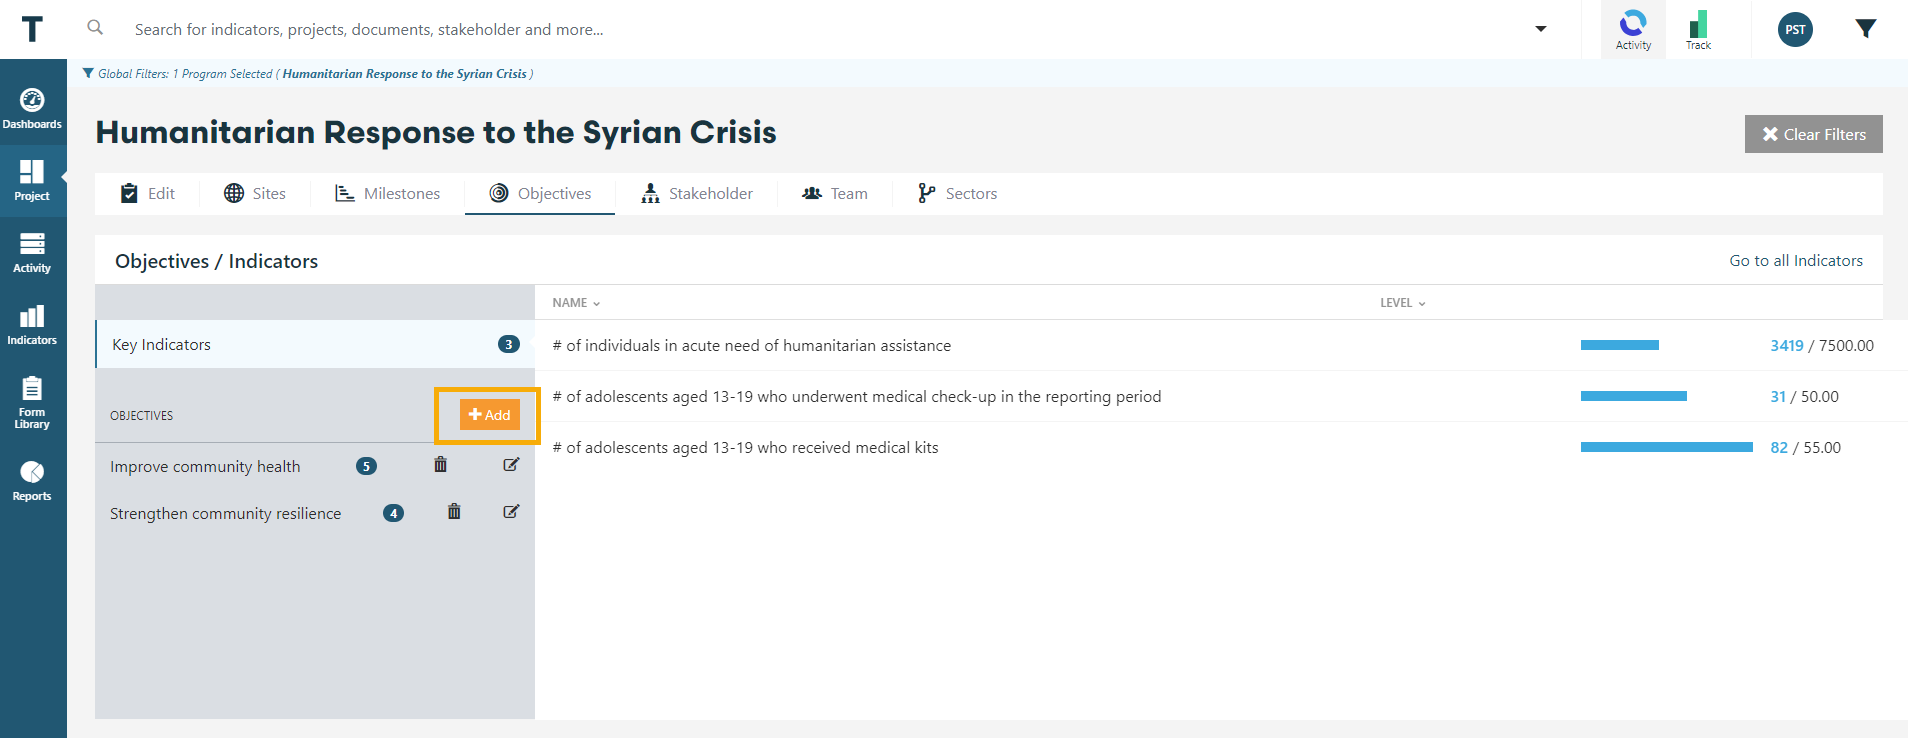 T
Search for indicators, projects, documents, stakeholder and more...
Activity
Track
PST
Global Filters: 1 Program Selected ( Humanitarian Response to the Syrian Crisis )
Dashboards
Project
Activity
Indicators
Form
Library
Reports
Humanitarian Response to the Syrian Crisis
Clear Filters
Edit
Sites
Milestones
Objectives
Stakeholder
Team
Sectors
Objectives / Indicators
Go to all Indicators
NAME
LEVEL
Key Indicators 3
OBJECTIVES
+ Add
Improve community health 5
Strengthen community resilience 4
# of individuals in acute need of humanitarian assistance 3419 / 7500.00
# of adolescents aged 13-19 who underwent medical check-up in the reporting period 31 / 50.00
# of adolescents aged 13-19 who received medical kits 82 / 55.00